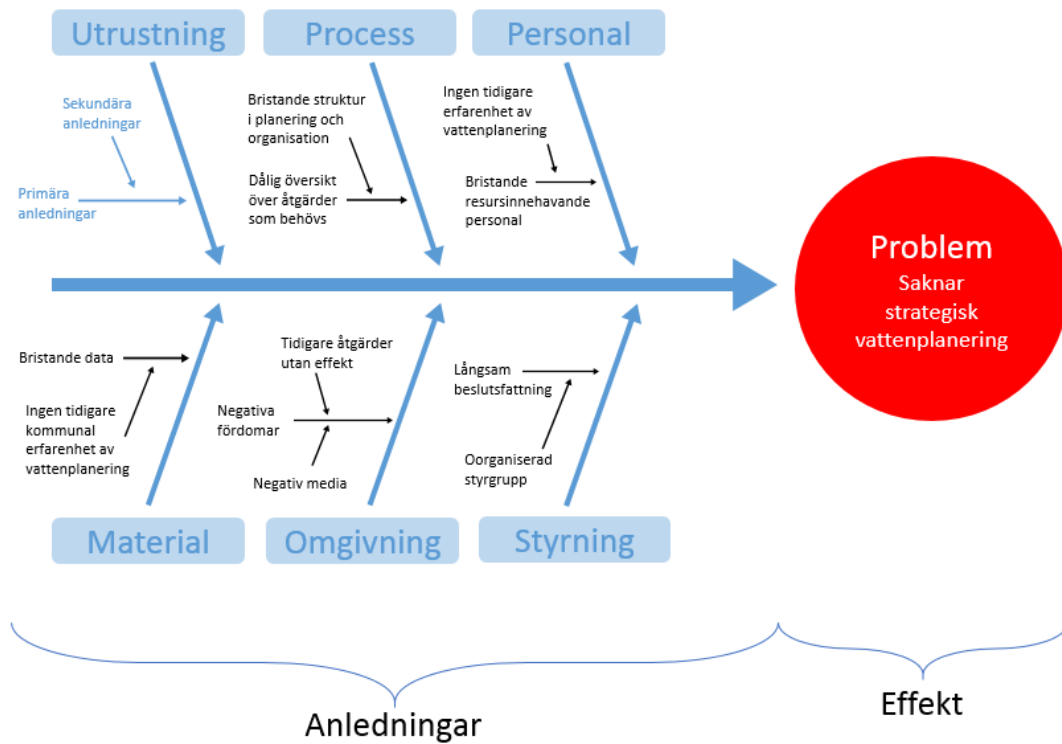 Utrustning
Process
Personal
Sekundära
anledningar
Primära
anledningar
Bristande struktur
i planering och
organisation
Dålig översikt
över åtgärder
som behövs
Ingen tidigare
erfarenhet av
vattenplanering
Bristande
resursinnehavande
personal
Problem
Saknar
strategisk
vattenplanering
Bristande data
Ingen tidigare
kommunal
erfarenhet av
vattenplanering
Tidigare åtgärder
utan effekt
Negativa
fördomar
Negativ media
Långsam
beslutsfattning
Oorganiserad
styrgrupp
Material
Omgivning
Styrning
Anledningar
Effekt